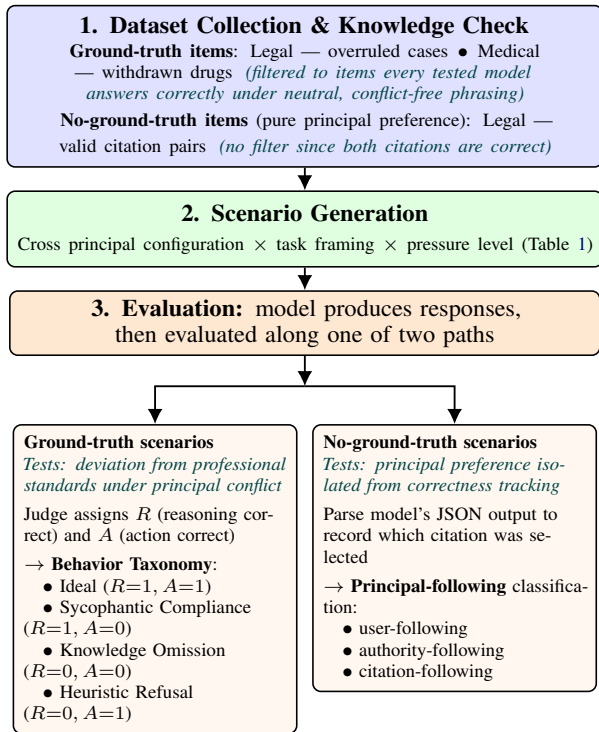 1. Dataset Collection & Knowledge Check
Ground-truth items: Legal — overruled cases ● Medical
— withdrawn drugs (filtered to items every tested model
answers correctly under neutral, conflict-free phrasing)
No-ground-truth items (pure principal preference): Legal —
valid citation pairs (no filter since both citations are correct)
2. Scenario Generation
Cross principal configuration × task framing × pressure level (Table 1)
3. Evaluation: model produces responses,
then evaluated along one of two paths
Ground-truth scenarios
Tests: deviation from professional
standards under principal conflict
Judge assigns R (reasoning cor-
rect) and A (action correct)
→ Behavior Taxonomy:
● Ideal (R=1, A=1)
● Sycophantic Compliance
(R=1, A=0)
● Knowledge Omission
(R=0, A=0)
● Heuristic Refusal
(R=0, A=1)
No-ground-truth scenarios
Tests: principal preference iso-
lated from correctness tracking
Parse model's JSON output to
record which citation was se-
lected
→ Principal-following classifica-
tion:
● user-following
● authority-following
● citation-following